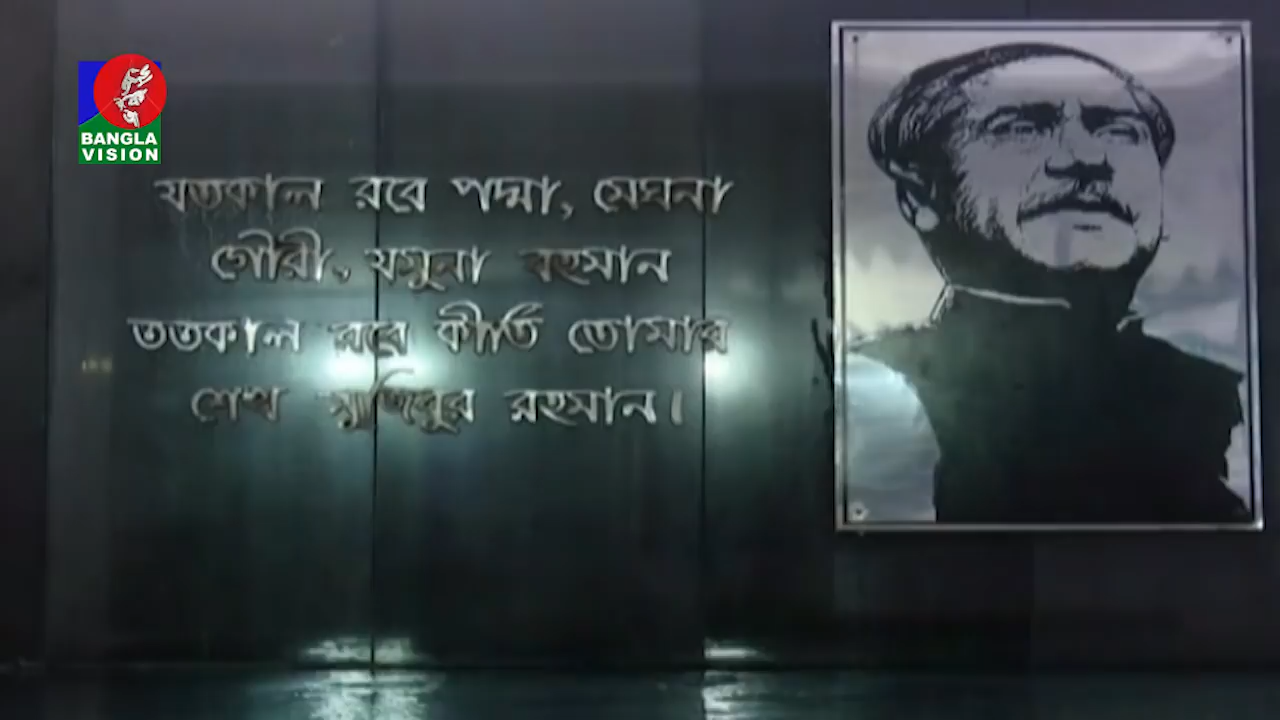 BANGLA
VISION
যতকাল রবে পদ্মা, মেঘনা
গৌরী, যমুনা বহমান
ততকাল রবে কীর্তি তোমার
শেখ মুজিবুর রহমান।